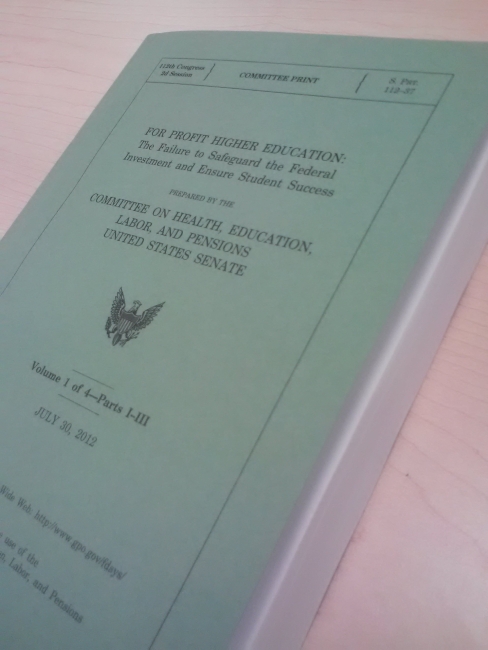 112th Congress
2d Session
COMMITTEE PRINT
S. Prt.
112–37
FOR PROFIT HIGHER EDUCATION:
The Failure to Safeguard the Federal
Investment and Ensure Student Success
PREPARED BY THE
COMMITTEE ON HEALTH, EDUCATION,
LABOR, AND PENSIONS
UNITED STATES SENATE
Volume 1 of 4—Parts I–III
JULY 30, 2012
Wide Web: http://www.gpo.gov/fdsys/
use of the
Labor, and Pensions